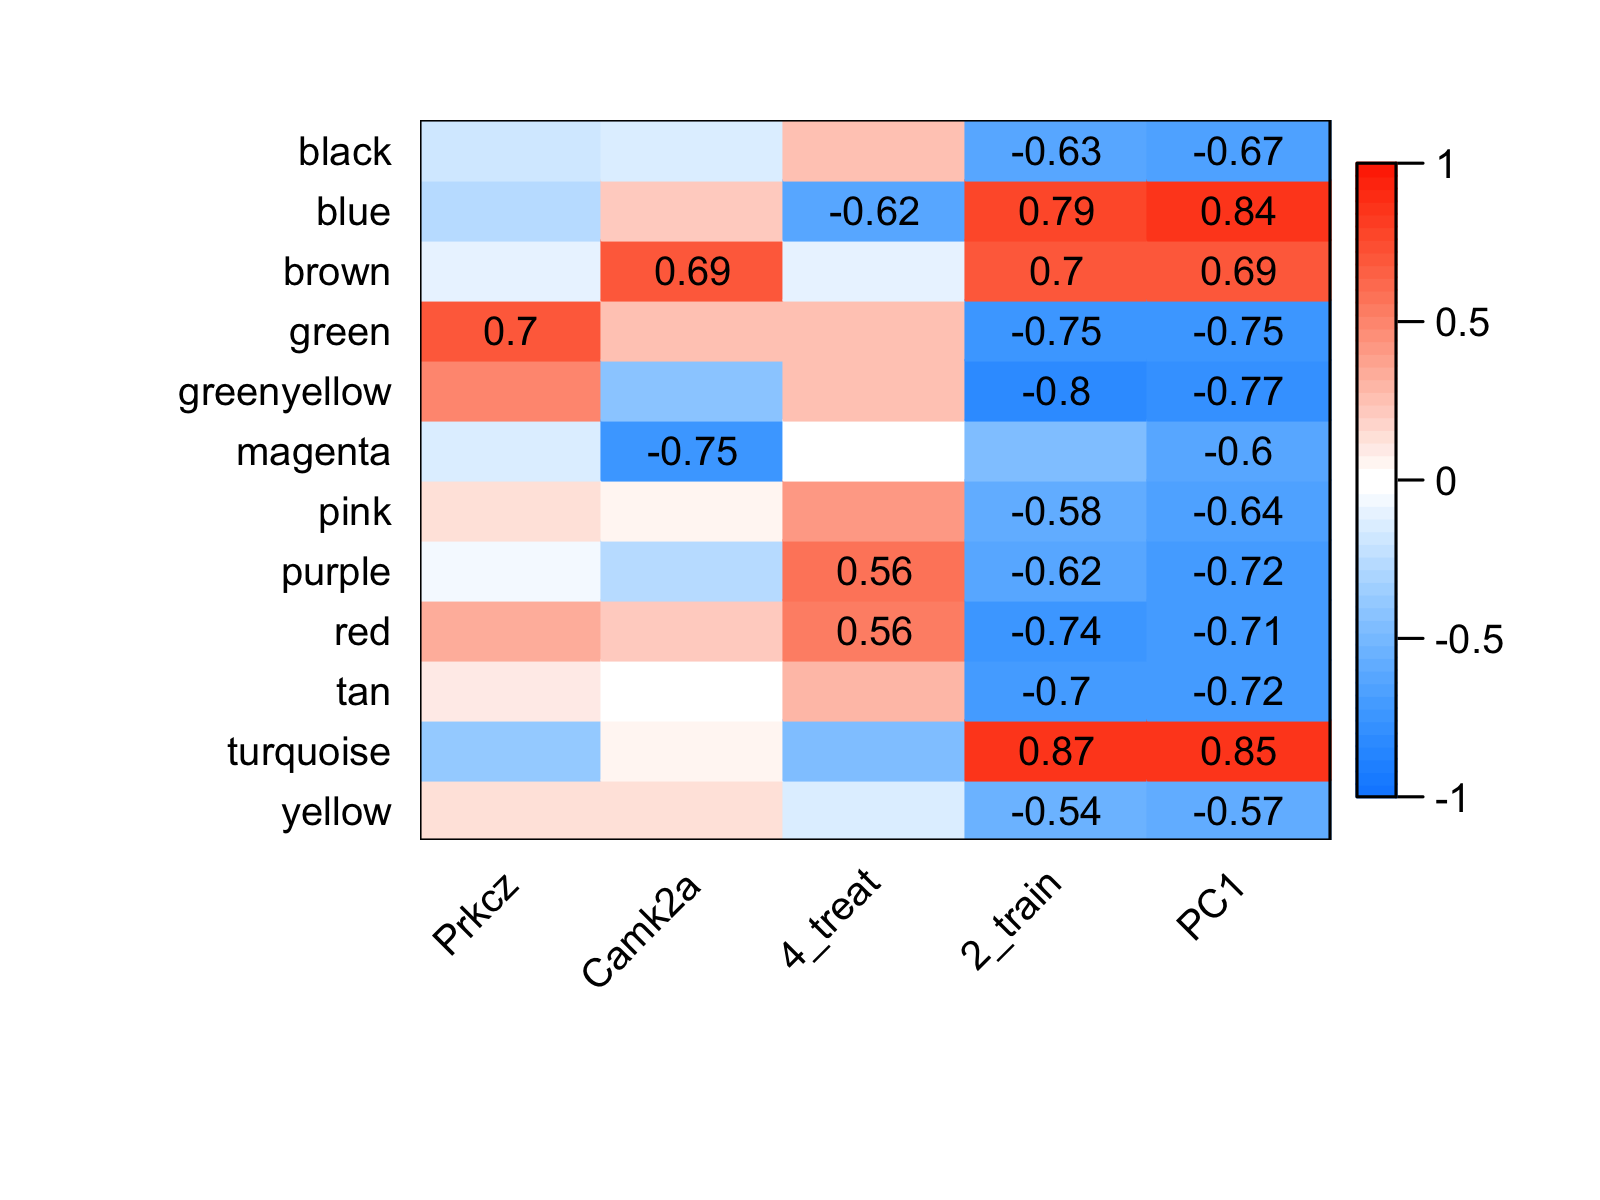 black -0.63 -0.67
blue -0.62 0.79 0.84
brown 0.69 0.7 0.69
green 0.7 -0.75 -0.75
greenyellow -0.8 -0.77
magenta -0.75 -0.6
pink -0.58 -0.64
purple 0.56 -0.62 -0.72
red 0.56 -0.74 -0.71
tan -0.7 -0.72
turquoise 0.87 0.85
yellow -0.54 -0.57
Prkcz Camk2a 4_treat 2_train PC1
1
0.5
0
-0.5
-1